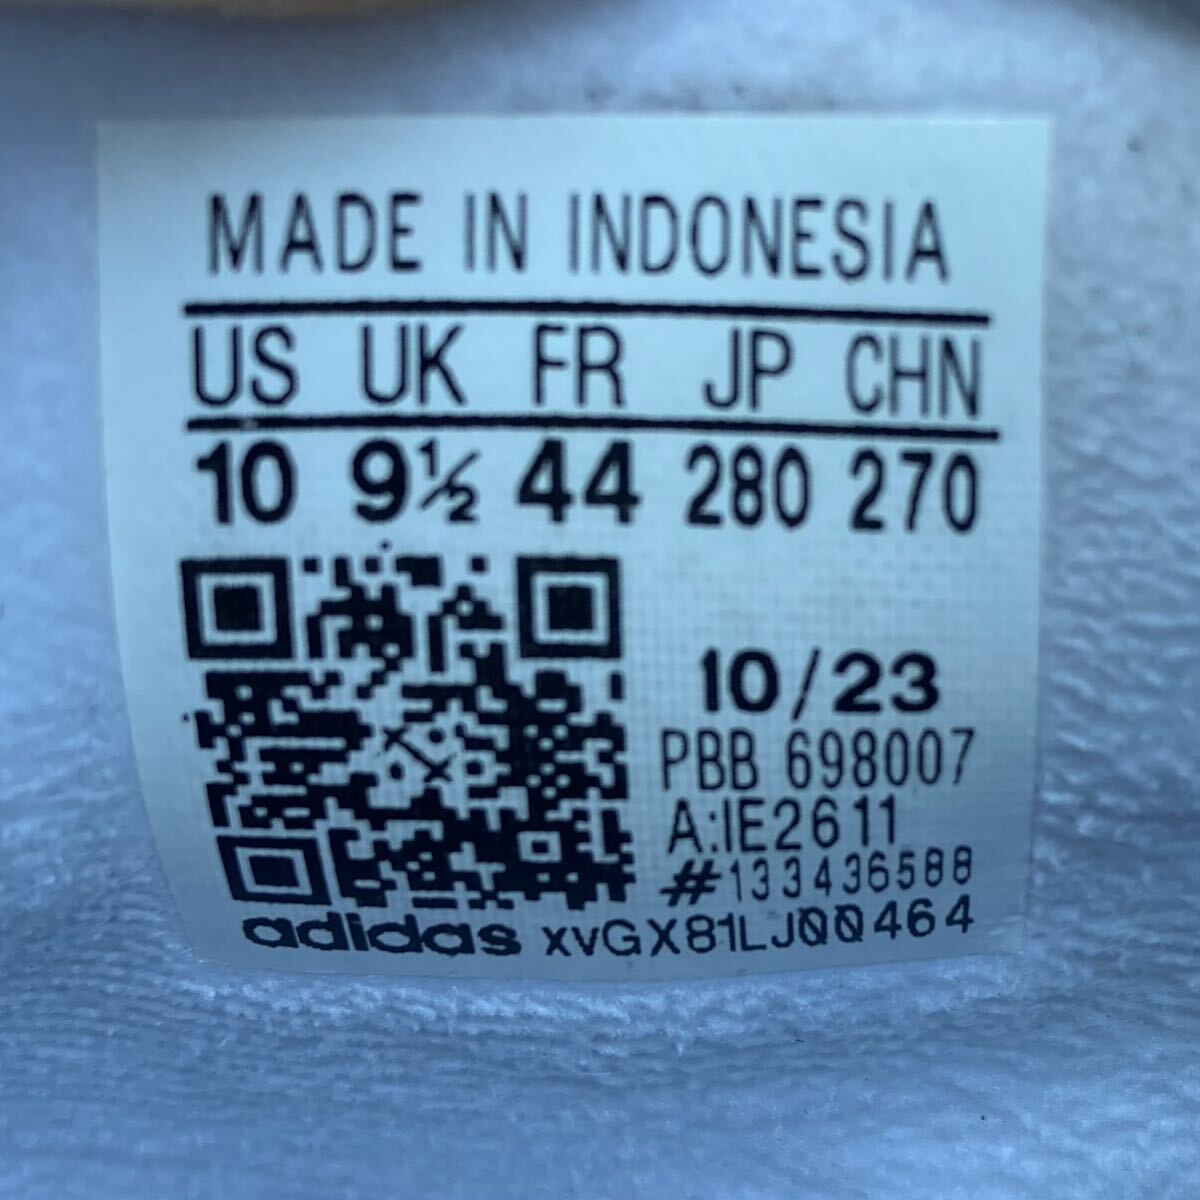 MADE IN INDONESIA
US UK FR JP CHN
10 9½ 44 280 270
10/23
PBB 698007
A:IE2611
#133436588
adidas XVGX81LJ00464